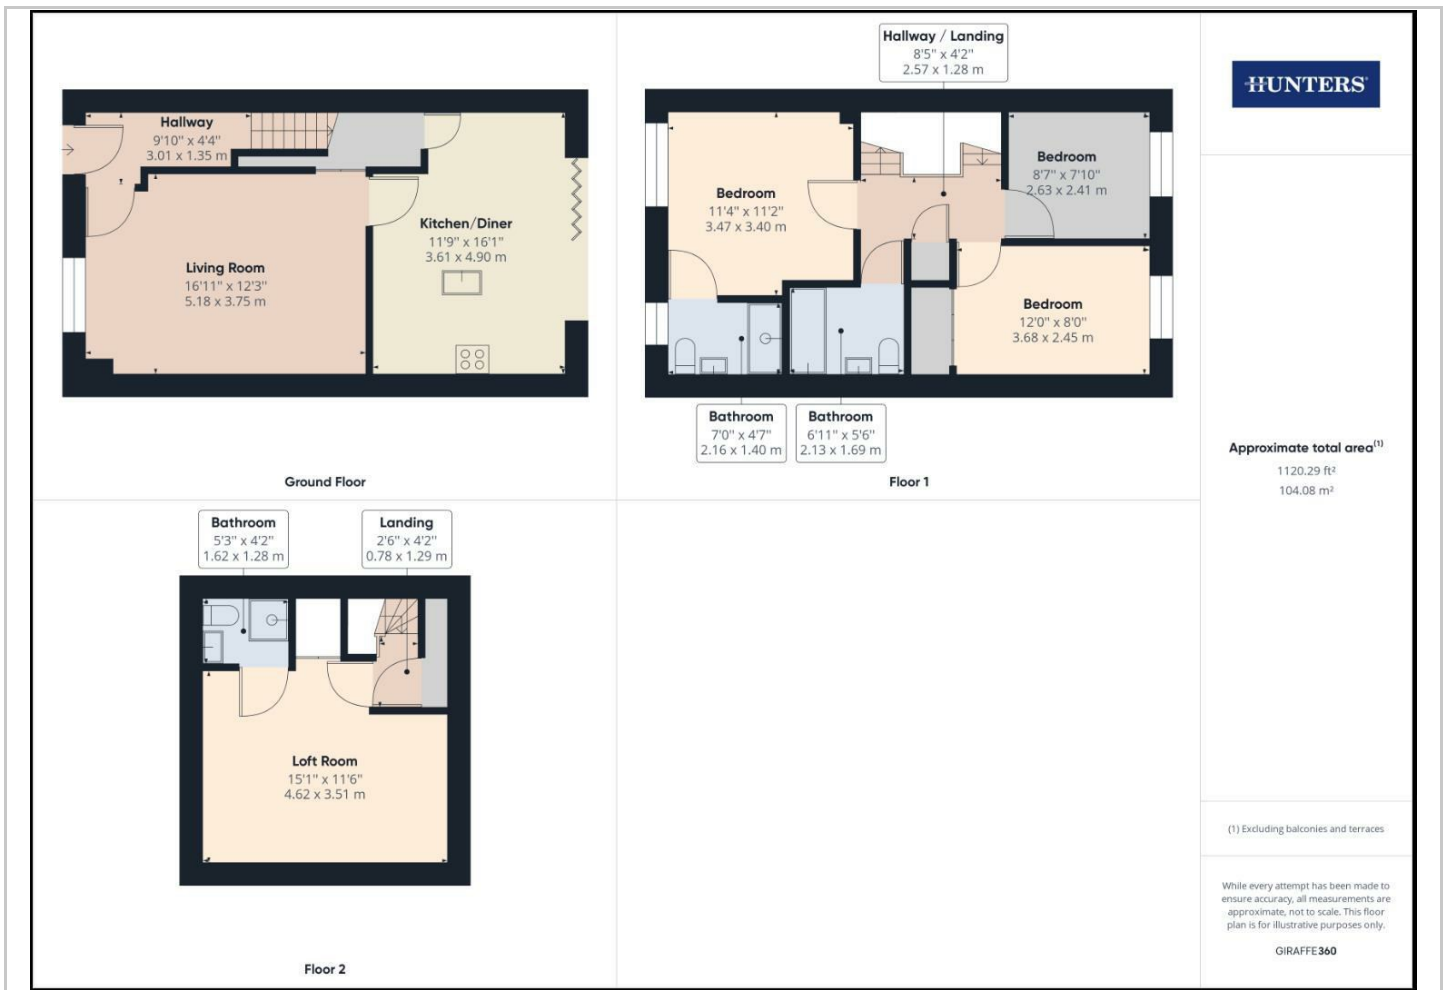 Hallway / Landing
8'5" x 4'2"
2.57 x 1.28 m
HUNTERS
Hallway
9'10" x 4'4"
3.01 x 1.35 m
Living Room
16'11" x 12'3"
5.18 x 3.75 m
Kitchen/Diner
11'9" x 16'1"
3.61 x 4.90 m
Ground Floor
Bedroom
11'4" x 11'2"
3.47 x 3.40 m
Bedroom
8'7" x 7'10"
2.63 x 2.41 m
Bedroom
12'0" x 8'0"
3.68 x 2.45 m
Bathroom
7'0" x 4'7"
2.16 x 1.40 m
Bathroom
6'11" x 5'6"
2.13 x 1.69 m
Floor 1
Approximate total area(1)
1120.29 ft²
104.08 m²
Bathroom
5'3" x 4'2"
1.62 x 1.28 m
Landing
2'6" x 4'2"
0.78 x 1.29 m
Loft Room
15'1" x 11'6"
4.62 x 3.51 m
Floor 2
(1) Excluding balconies and terraces
While every attempt has been made to
ensure accuracy, all measurements are
approximate, not to scale. This floor
plan is for illustrative purposes only.
GIRAFFE360